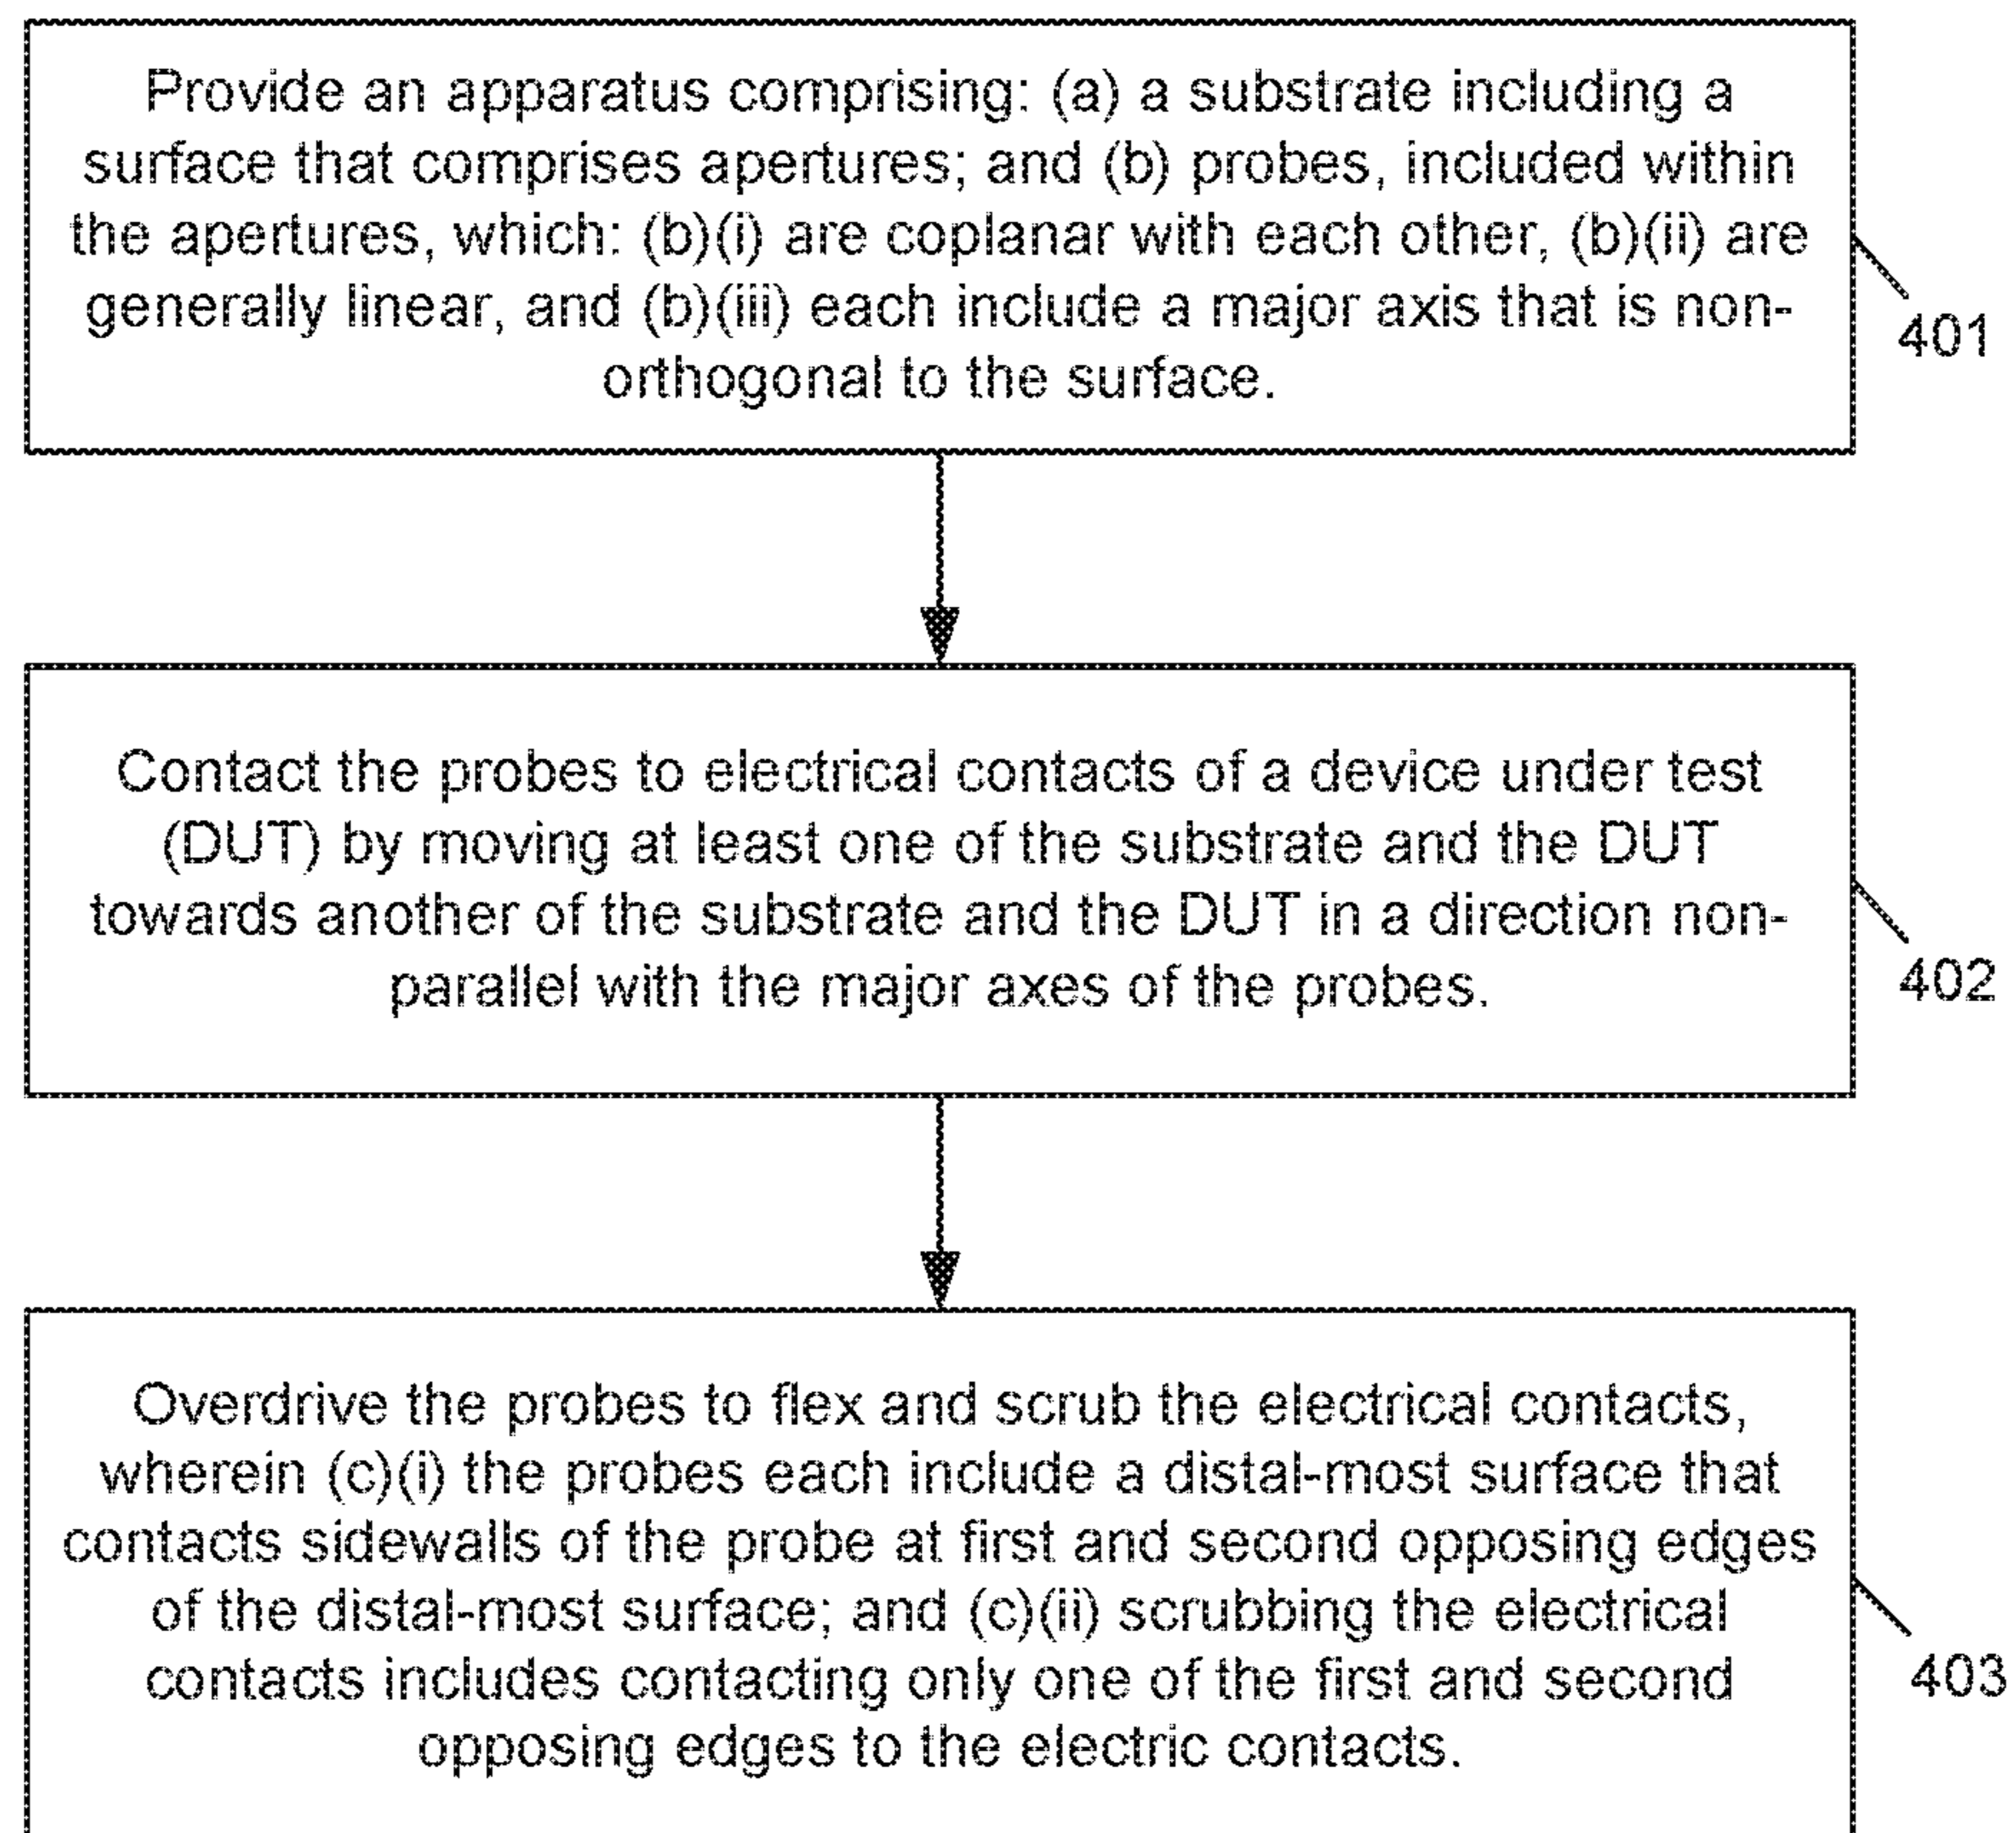 Provide an apparatus comprising: (a) a substrate including a
surface that comprises apertures; and (b) probes, included within
the apertures, which: (b)(i) are coplanar with each other, (b)(ii) are
generally linear, and (b)(iii) each include a major axis that is non-
orthogonal to the surface.
401
Contact the probes to electrical contacts of a device under test
(DUT) by moving at least one of the substrate and the DUT
towards another of the substrate and the DUT in a direction non-
parallel with the major axes of the probes.
402
Overdrive the probes to flex and scrub the electrical contacts,
wherein (c)(i) the probes each include a distal-most surface that
contacts sidewalls of the probe at first and second opposing edges
of the distal-most surface; and (c)(ii) scrubbing the electrical
contacts includes contacting only one of the first and second
opposing edges to the electric contacts.
403